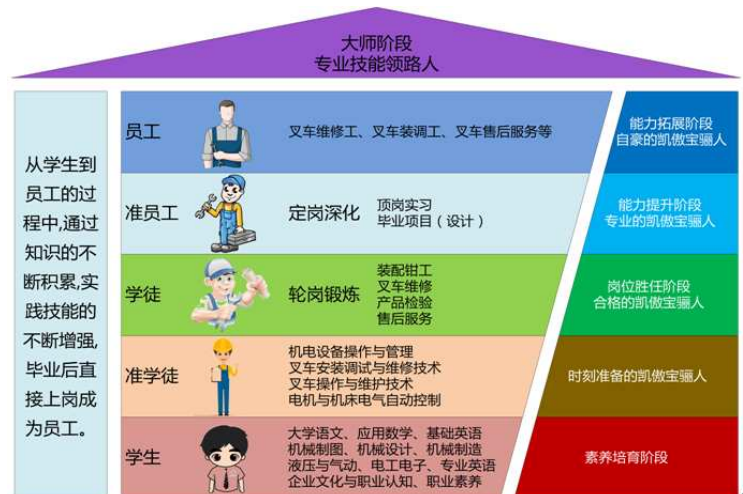 大师阶段
专业技能领路人
从学生到
员工的过
程中,通过
知识的不
断积累,实
践技能的
不断增强,
毕业后直
接上岗成
为员工。
员工
叉车维修工、叉车装调工、叉车售后服务等
能力拓展阶段
自豪的凯傲宝骊人
准员工
定岗深化
顶岗实习
毕业项目（设计）
能力提升阶段
专业的凯傲宝骊人
学徒
轮岗锻炼
装配钳工
叉车维修
产品检验
售后服务
岗位胜任阶段
合格的凯傲宝骊人
准学徒
机电设备操作与管理
叉车安装调试与维修技术
叉车操作与维护技术
电机与机床电气自动控制
时刻准备的凯傲宝骊人
学生
大学语文、应用数学、基础英语
机械制图、机械设计、机械制造
液压与气动、电工电子、专业英语
企业文化与职业认知、职业素养
素养培育阶段